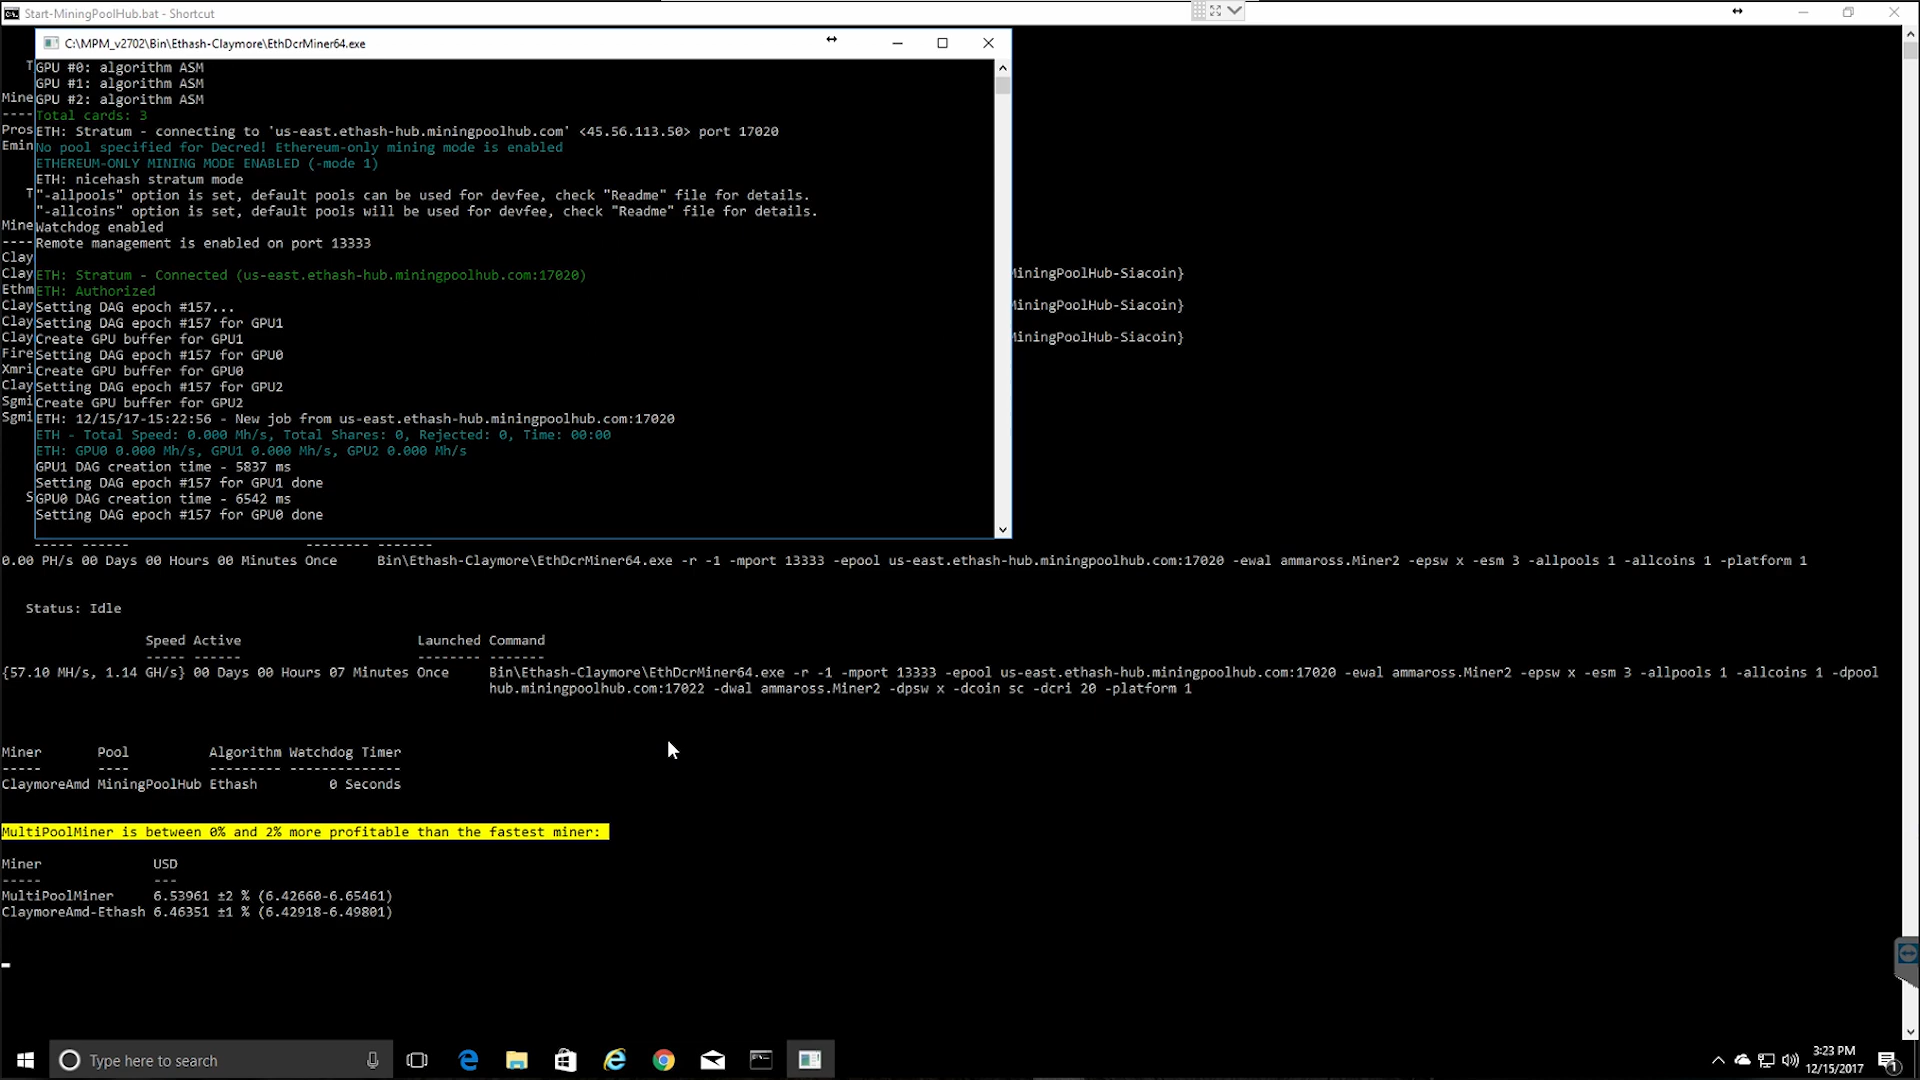 Start-MiningPoolHub.bat - Shortcut
C:\MPM_v2702\Bin\Ethash-Claymore\EthDcrMiner64.exe
T GPU #0: algorithm ASM
GPU #1: algorithm ASM
Mine GPU #2: algorithm ASM
---- Total cards: 3
Pros ETH: Stratum - connecting to 'us-east.ethash-hub.miningpoolhub.com' <45.56.113.50> port 17020
Emin No pool specified for Decred! Ethereum-only mining mode is enabled
ETHEREUM-ONLY MINING MODE ENABLED (-mode 1)
ETH: nicehash stratum mode
T "-allpools" option is set, default pools can be used for devfee, check "Readme" file for details.
"-allcoins" option is set, default pools will be used for devfee, check "Readme" file for details.
Mine Watchdog enabled
---- Remote management is enabled on port 13333
Clay
Clay ETH: Stratum - Connected (us-east.ethash-hub.miningpoolhub.com:17020) MiningPoolHub-Siacoin}
Ethm ETH: Authorized
Clay Setting DAG epoch #157... MiningPoolHub-Siacoin}
Clay Setting DAG epoch #157 for GPU1
Clay Create GPU buffer for GPU1 MiningPoolHub-Siacoin}
Fire Setting DAG epoch #157 for GPU0
Xmri Create GPU buffer for GPU0
Clay Setting DAG epoch #157 for GPU2
Sgmi Create GPU buffer for GPU2
Sgmi ETH: 12/15/17-15:22:56 - New job from us-east.ethash-hub.miningpoolhub.com:17020
ETH - Total Speed: 0.000 Mh/s, Total Shares: 0, Rejected: 0, Time: 00:00
ETH: GPU0 0.000 Mh/s, GPU1 0.000 Mh/s, GPU2 0.000 Mh/s
GPU1 DAG creation time - 5837 ms
Setting DAG epoch #157 for GPU1 done
S GPU0 DAG creation time - 6542 ms
Setting DAG epoch #157 for GPU0 done
----- ------ -------- -------
0.00 PH/s 00 Days 00 Hours 00 Minutes Once Bin\Ethash-Claymore\EthDcrMiner64.exe -r -1 -mport 13333 -epool us-east.ethash-hub.miningpoolhub.com:17020 -ewal ammaross.Miner2 -epsw x -esm 3 -allpools 1 -allcoins 1 -platform 1
Status: Idle
Speed Active Launched Command
----- ------ -------- -------
{57.10 MH/s, 1.14 GH/s} 00 Days 00 Hours 07 Minutes Once Bin\Ethash-Claymore\EthDcrMiner64.exe -r -1 -mport 13333 -epool us-east.ethash-hub.miningpoolhub.com:17020 -ewal ammaross.Miner2 -epsw x -esm 3 -allpools 1 -allcoins 1 -dpool
hub.miningpoolhub.com:17022 -dwal ammaross.Miner2 -dpsw x -dcoin sc -dcri 20 -platform 1
Miner Pool Algorithm Watchdog Timer
----- ---- --------- --------------
ClaymoreAmd MiningPoolHub Ethash 0 Seconds
MultiPoolMiner is between 0% and 2% more profitable than the fastest miner:
Miner USD
----- ---
MultiPoolMiner 6.53961 ±2 % (6.42660-6.65461)
ClaymoreAmd-Ethash 6.46351 ±1 % (6.42918-6.49801)
Type here to search
3:23 PM
12/15/2017
1